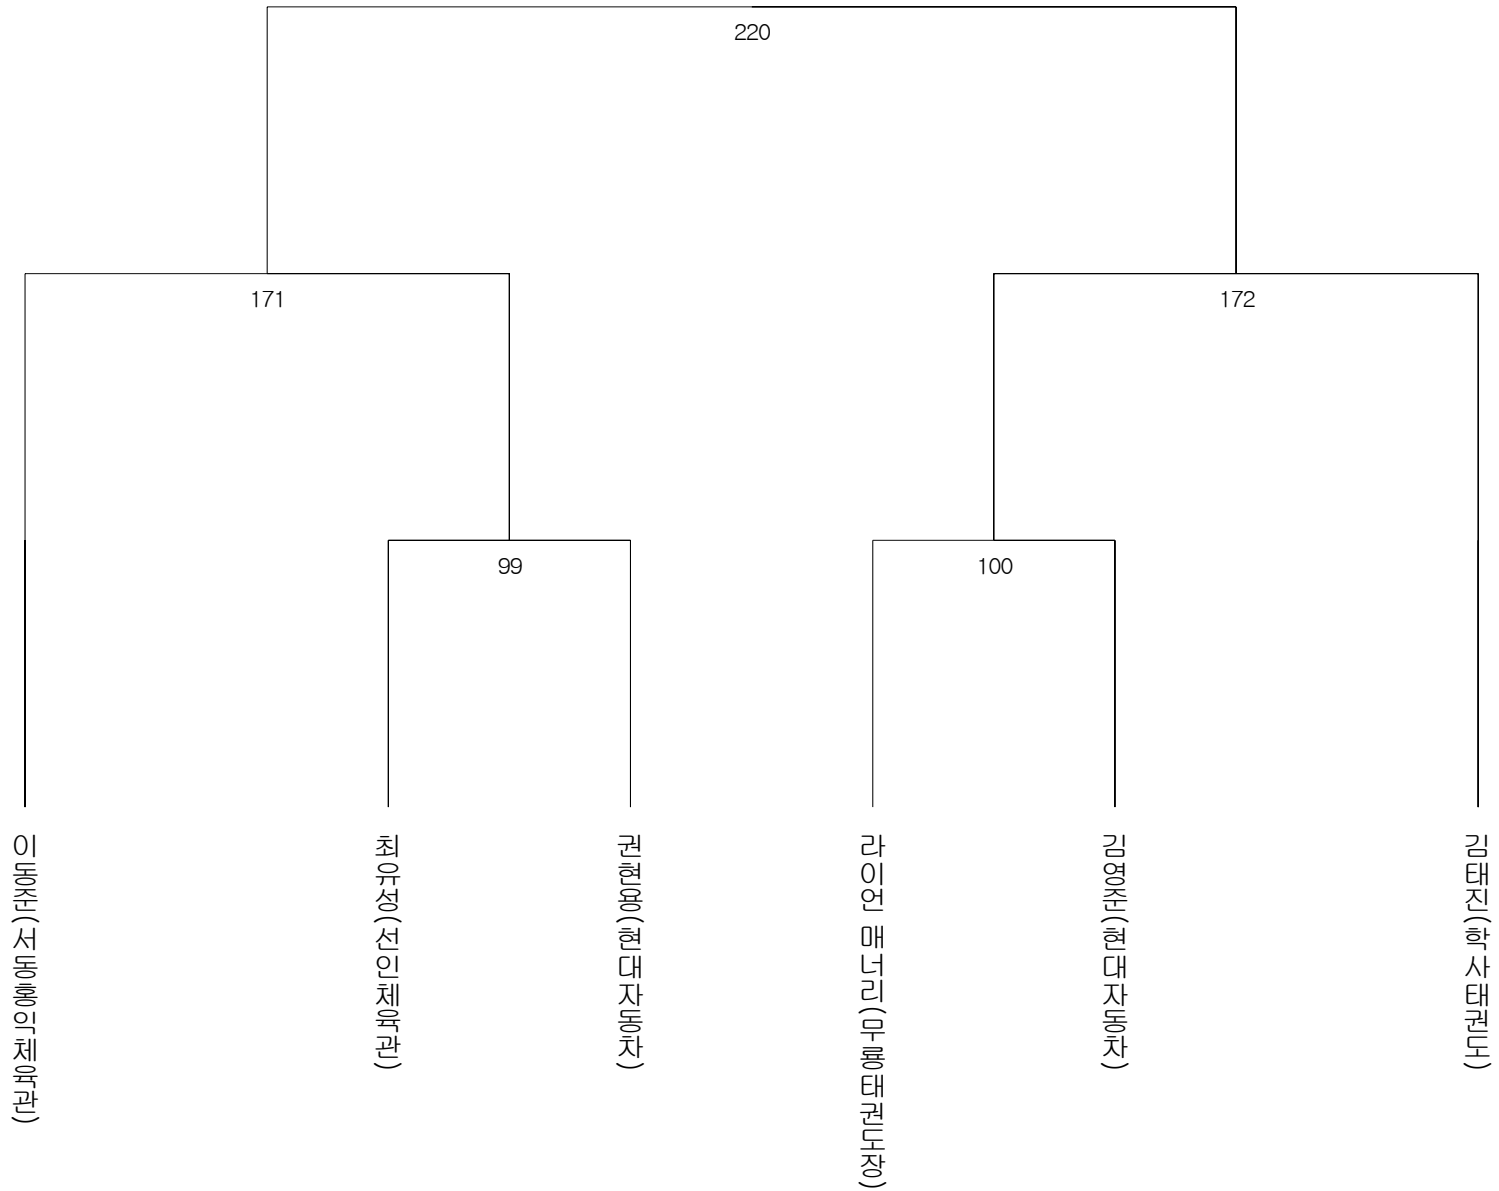 220
171
172
99
100
이동준(서동홍익체육관)
최유성(선인체육관)
권현용(현대자동차)
라이언 매너리(무룡태권도장)
김영준(현대자동차)
김태진(학사태권도)